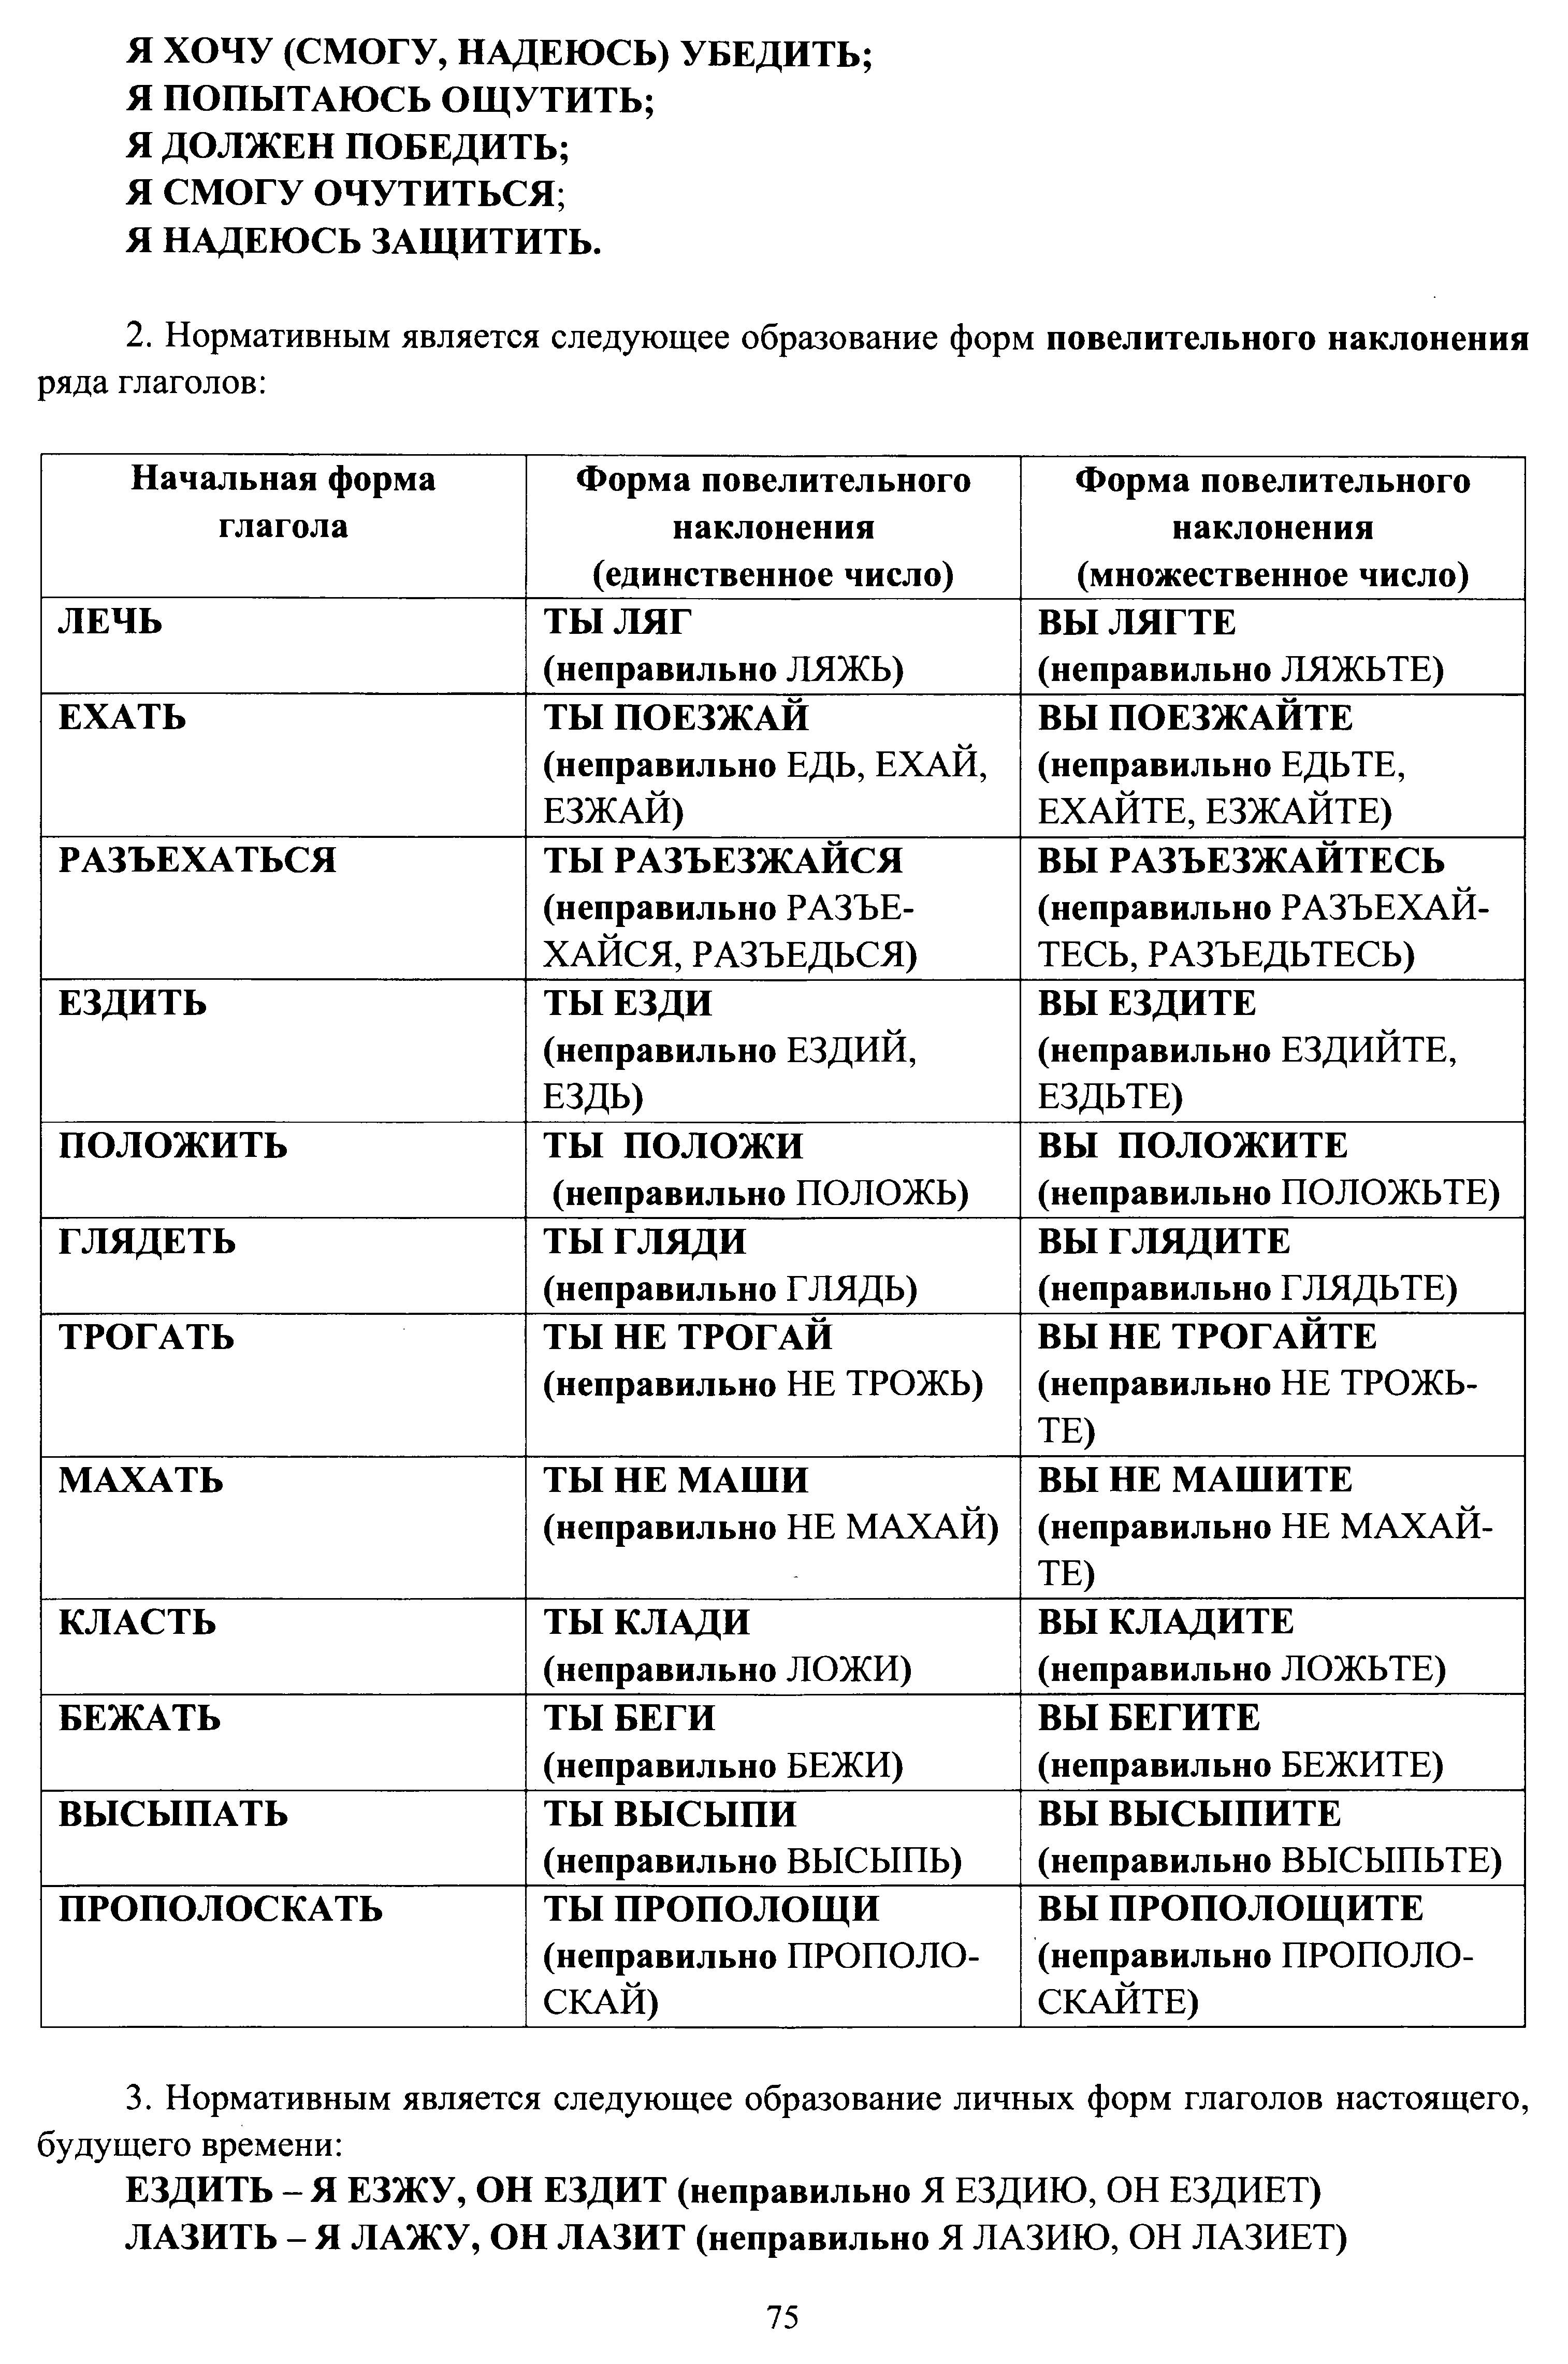 Я ХОЧУ (СМОГУ, НАДЕЮСЬ) УБЕДИТЬ;
Я ПОПЫТАЮСЬ ОЩУТИТЬ;
Я ДОЛЖЕН ПОБЕДИТЬ;
Я СМОГУ ОЧУТИТЬСЯ;
Я НАДЕЮСЬ ЗАЩИТИТЬ.
2. Нормативным является следующее образование форм повелительного наклонения
ряда глаголов:
Начальная форма
глагола
Форма повелительного
наклонения
(единственное число)
Форма повелительного
наклонения
(множественное число)
ЛЕЧЬ
ТЫ ЛЯГ
(неправильно ЛЯЖЬ)
ВЫ ЛЯГТЕ
(неправильно ЛЯЖЬТЕ)
ЕХАТЬ
ТЫ ПОЕЗЖАЙ
(неправильно ЕДЬ, ЕХАЙ,
ЕЗЖАЙ)
ВЫ ПОЕЗЖАЙТЕ
(неправильно ЕДЬТЕ,
ЕХАЙТЕ, ЕЗЖАЙТЕ)
РАЗЪЕХАТЬСЯ
ТЫ РАЗЪЕЗЖАЙСЯ
(неправильно РАЗЪЕ-
ХАЙСЯ, РАЗЪЕДЬСЯ)
ВЫ РАЗЪЕЗЖАЙТЕСЬ
(неправильно РАЗЪЕХАЙ-
ТЕСЬ, РАЗЪЕДЬТЕСЬ)
ЕЗДИТЬ
ТЫ ЕЗДИ
(неправильно ЕЗДИЙ,
ЕЗДЬ)
ВЫ ЕЗДИТЕ
(неправильно ЕЗДИЙТЕ,
ЕЗДЬТЕ)
ПОЛОЖИТЬ
ТЫ ПОЛОЖИ
(неправильно ПОЛОЖЬ)
ВЫ ПОЛОЖИТЕ
(неправильно ПОЛОЖЬТЕ)
ГЛЯДЕТЬ
ТЫ ГЛЯДИ
(неправильно ГЛЯДЬ)
ВЫ ГЛЯДИТЕ
(неправильно ГЛЯДЬТЕ)
ТРОГАТЬ
ТЫ НЕ ТРОГАЙ
(неправильно НЕ ТРОЖЬ)
ВЫ НЕ ТРОГАЙТЕ
(неправильно НЕ ТРОЖЬ-
ТЕ)
МАХАТЬ
ТЫ НЕ МАШИ
(неправильно НЕ МАХАЙ)
ВЫ НЕ МАШИТЕ
(неправильно НЕ МАХАЙ-
ТЕ)
КЛАСТЬ
ТЫ КЛАДИ
(неправильно ЛОЖИ)
ВЫ КЛАДИТЕ
(неправильно ЛОЖЬТЕ)
БЕЖАТЬ
ТЫ БЕГИ
(неправильно БЕЖИ)
ВЫ БЕГИТЕ
(неправильно БЕЖИТЕ)
ВЫСЫПАТЬ
ТЫ ВЫСЫПИ
(неправильно ВЫСЫПЬ)
ВЫ ВЫСЫПИТЕ
(неправильно ВЫСЫПЬТЕ)
ПРОПОЛОСКАТЬ
ТЫ ПРОПОЛОЩИ
(неправильно ПРОПОЛО-
СКАЙ)
ВЫ ПРОПОЛОЩИТЕ
(неправильно ПРОПОЛО-
СКАЙТЕ)
3. Нормативным является следующее образование личных форм глаголов настоящего,
будущего времени:
ЕЗДИТЬ – Я ЕЗЖУ, ОН ЕЗДИТ (неправильно Я ЕЗДИЮ, ОН ЕЗДИЕТ)
ЛАЗИТЬ – Я ЛАЖУ, ОН ЛАЗИТ (неправильно Я ЛАЗИЮ, ОН ЛАЗИЕТ)
75